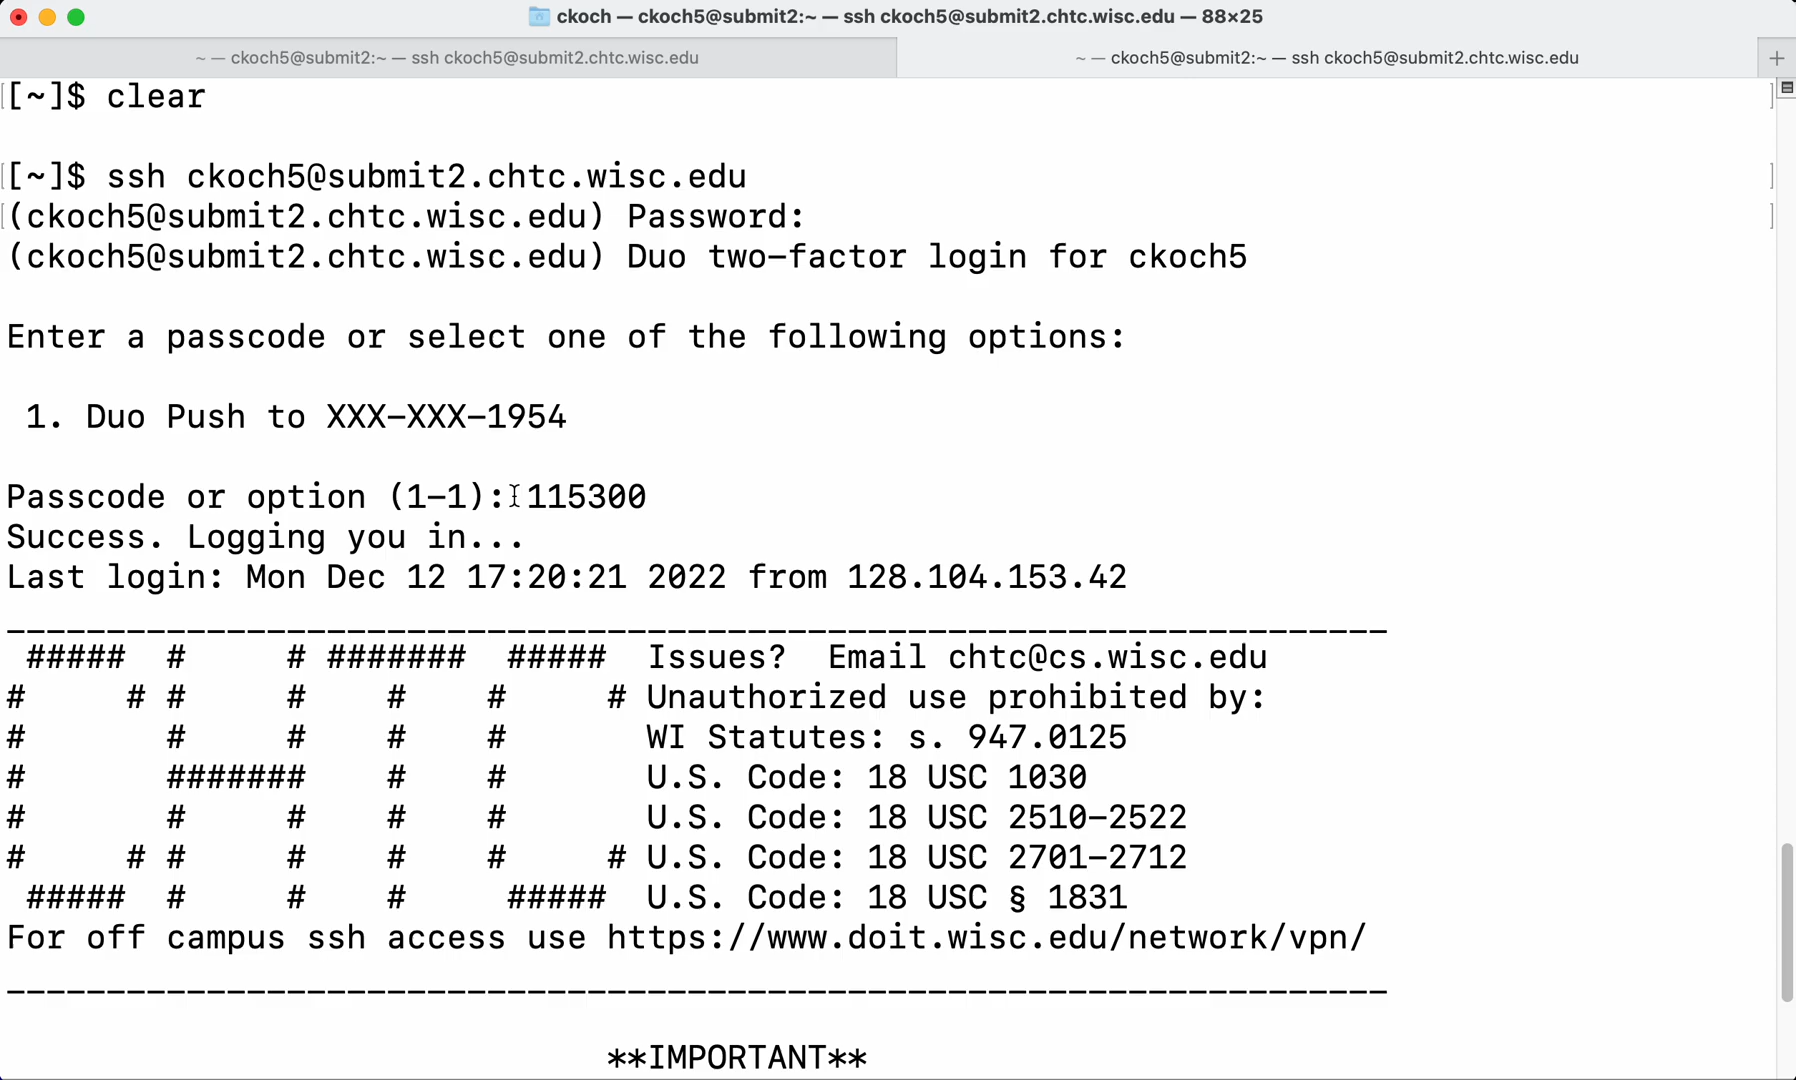 ckoch — ckoch5@submit2:~ — ssh ckoch5@submit2.chtc.wisc.edu — 88×25
~ — ckoch5@submit2:~ — ssh ckoch5@submit2.chtc.wisc.edu
~ — ckoch5@submit2:~ — ssh ckoch5@submit2.chtc.wisc.edu
[~]$ clear
[~]$ ssh ckoch5@submit2.chtc.wisc.edu
(ckoch5@submit2.chtc.wisc.edu) Password:
(ckoch5@submit2.chtc.wisc.edu) Duo two-factor login for ckoch5
Enter a passcode or select one of the following options:
 1. Duo Push to XXX-XXX-1954
Passcode or option (1-1): 115300
Success. Logging you in...
Last login: Mon Dec 12 17:20:21 2022 from 128.104.153.42
_____________________________________________________________________
 #####  #     # #######  #####  Issues?  Email chtc@cs.wisc.edu
#     # #     #    #    #     # Unauthorized use prohibited by:
#       #     #    #    #       WI Statutes: s. 947.0125
#       #######    #    #       U.S. Code: 18 USC 1030
#       #     #    #    #       U.S. Code: 18 USC 2510-2522
#     # #     #    #    #     # U.S. Code: 18 USC 2701-2712
 #####  #     #    #     #####  U.S. Code: 18 USC § 1831
For off campus ssh access use https://www.doit.wisc.edu/network/vpn/
_____________________________________________________________________
**IMPORTANT**